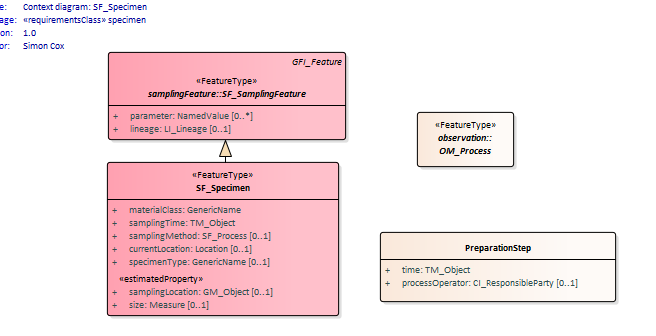 e: Context diagram: SF_Specimen
age: «requirementsClass» specimen
on: 1.0
or: Simon Cox
GFI_Feature
«FeatureType»
samplingFeature::SF_SamplingFeature
+ parameter: NamedValue [0..*]
+ lineage: LI_Lineage [0..1]
«FeatureType»
SF_Specimen
+ materialClass: GenericName
+ samplingTime: TM_Object
+ samplingMethod: SF_Process [0..1]
+ currentLocation: Location [0..1]
+ specimenType: GenericName [0..1]
«estimatedProperty»
+ samplingLocation: GM_Object [0..1]
+ size: Measure [0..1]
«FeatureType»
observation::
OM_Process
PreparationStep
+ time: TM_Object
+ processOperator: CI_ResponsibleParty [0..1]